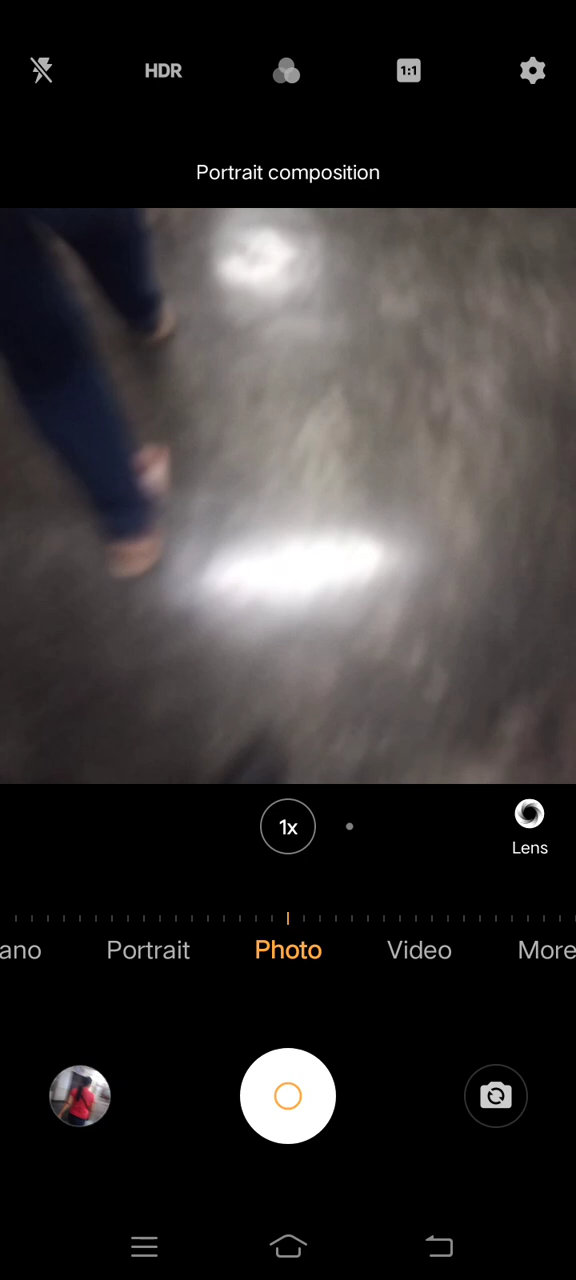 HDR
1:1
Portrait composition
1x
Lens
ano
Portrait
Photo
Video
More